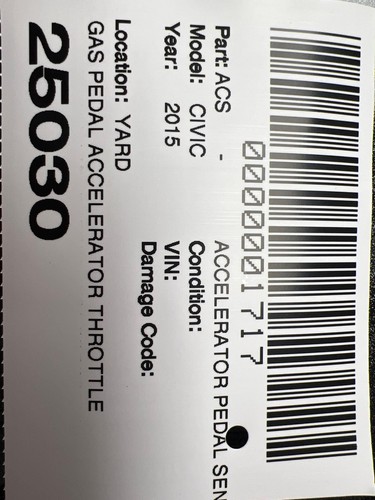 0000001717
Part: ACS - ACCELERATOR PEDAL SEN
Model: CIVIC Condition:
Year: 2015 VIN:
Damage Code:
Location: YARD
GAS PEDAL ACCELERATOR THROTTLE
25030